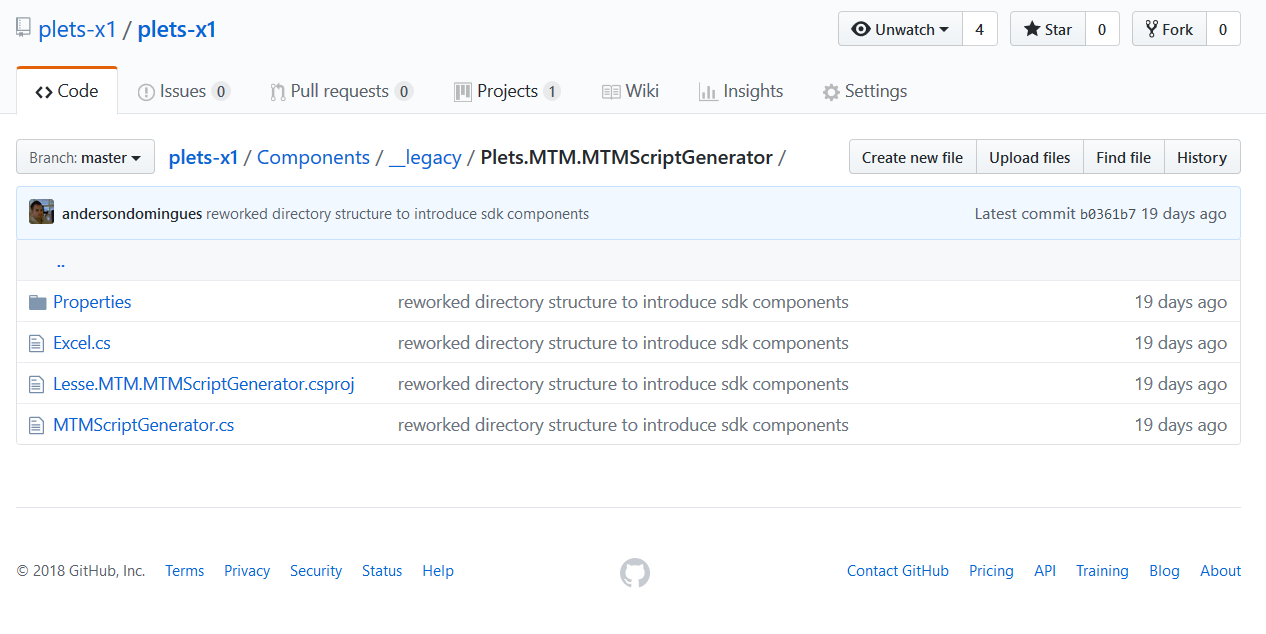 plets-x1 / plets-x1 Unwatch 4 Star 0 Fork 0
Code Issues 0 Pull requests 0 Projects 1 Wiki Insights Settings
Branch: master plets-x1 / Components / __legacy / Plets.MTM.MTMScriptGenerator / Create new file Upload files Find file History
andersondomingues reworked directory structure to introduce sdk components Latest commit b0361b7 19 days ago
..
Properties reworked directory structure to introduce sdk components 19 days ago
Excel.cs reworked directory structure to introduce sdk components 19 days ago
Lesse.MTM.MTMScriptGenerator.csproj reworked directory structure to introduce sdk components 19 days ago
MTMScriptGenerator.cs reworked directory structure to introduce sdk components 19 days ago
© 2018 GitHub, Inc. Terms Privacy Security Status Help Contact GitHub Pricing API Training Blog About